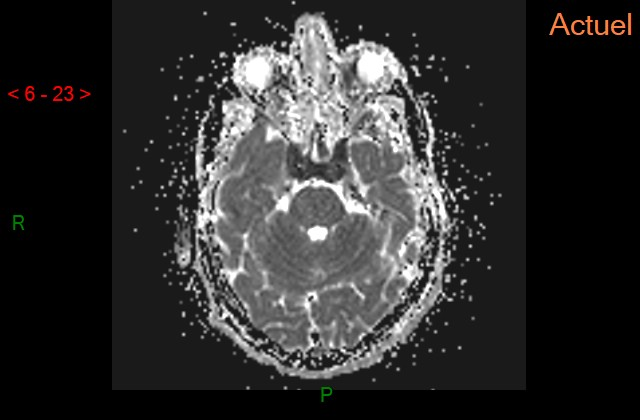 Actuel
< 6 - 23 >
R
P